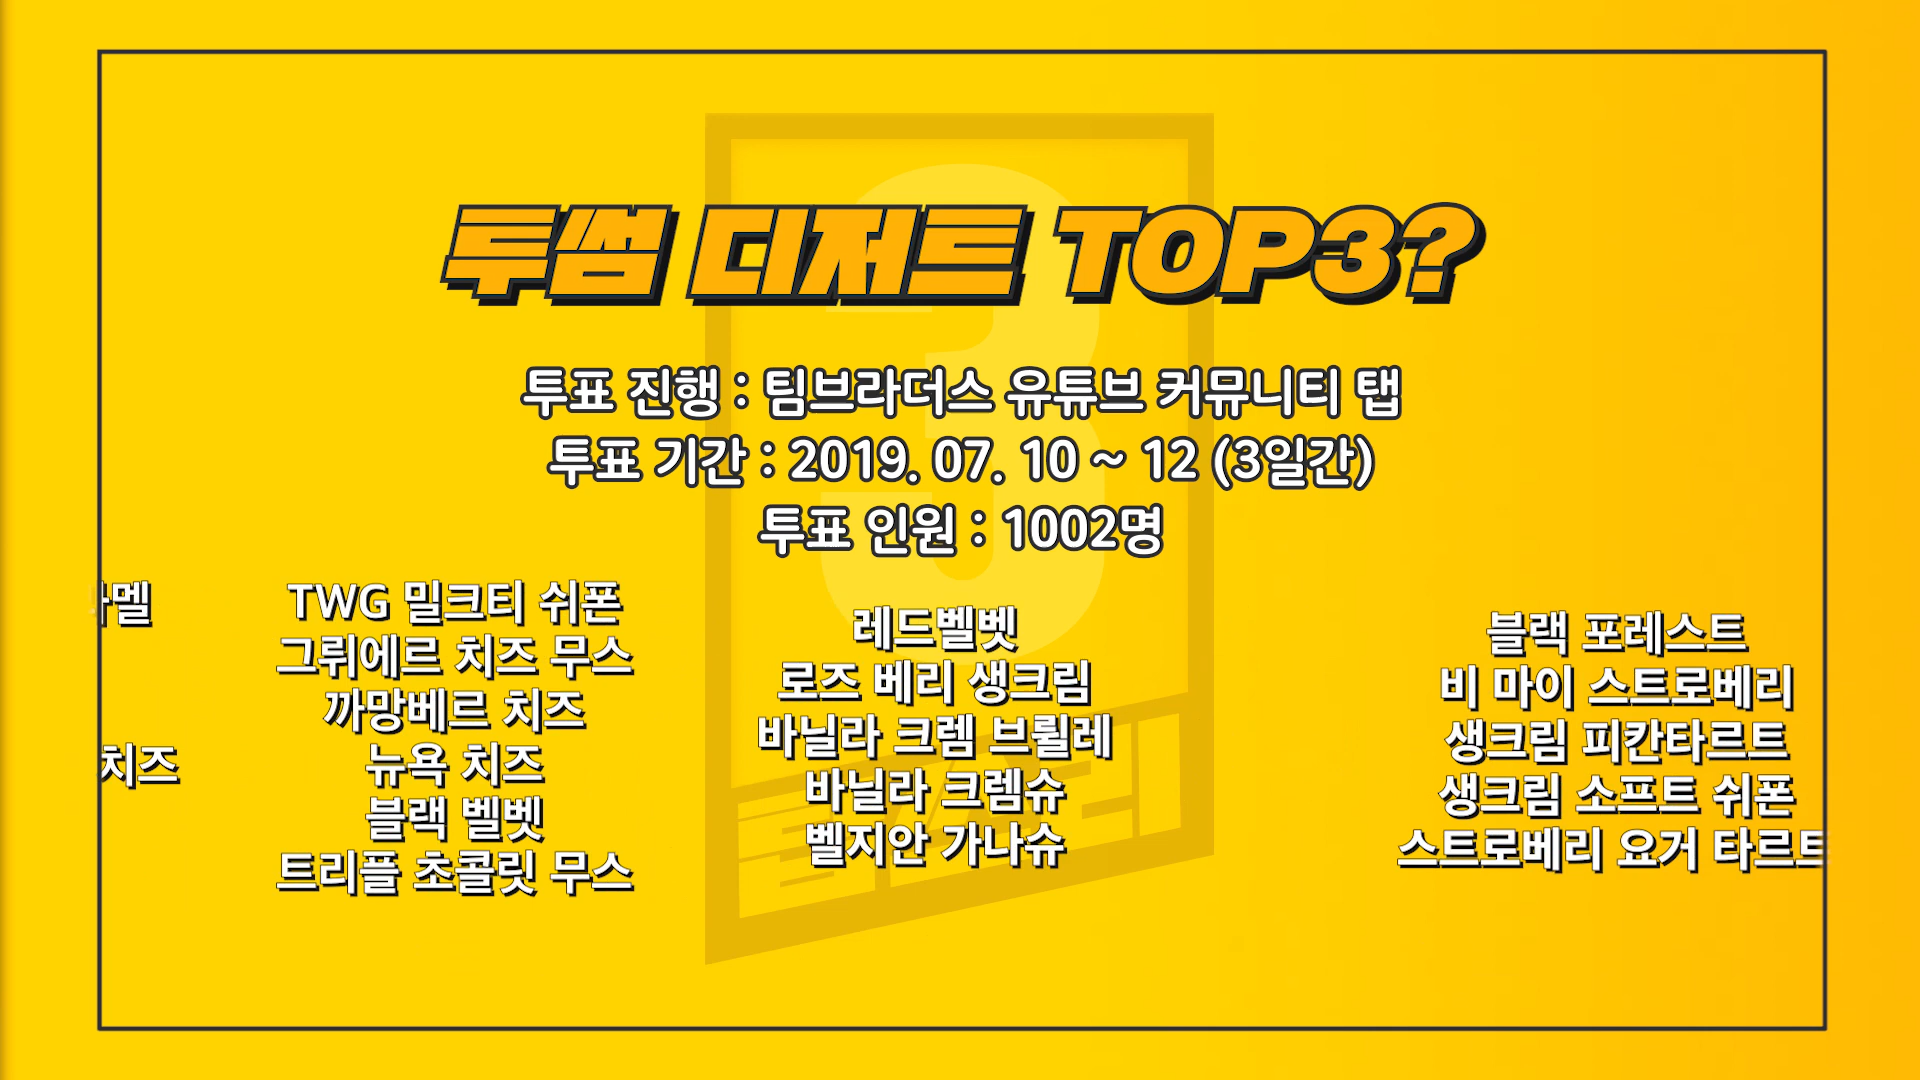 투썸 디저트 TOP3?
투표 진행 : 팀브라더스 유튜브 커뮤니티 탭
투표 기간 : 2019. 07. 10 ~ 12 (3일간)
투표 인원 : 1002명
치즈
TWG 밀크티 쉬폰
그뤼에르 치즈 무스
까망베르 치즈
뉴욕 치즈
블랙 벨벳
트리플 초콜릿 무스
레드벨벳
로즈 베리 생크림
바닐라 크렘 브륄레
바닐라 크렘슈
벨지안 가나슈
블랙 포레스트
비 마이 스트로베리
생크림 피칸타르트
생크림 소프트 쉬폰
스트로베리 요거 타르트
3